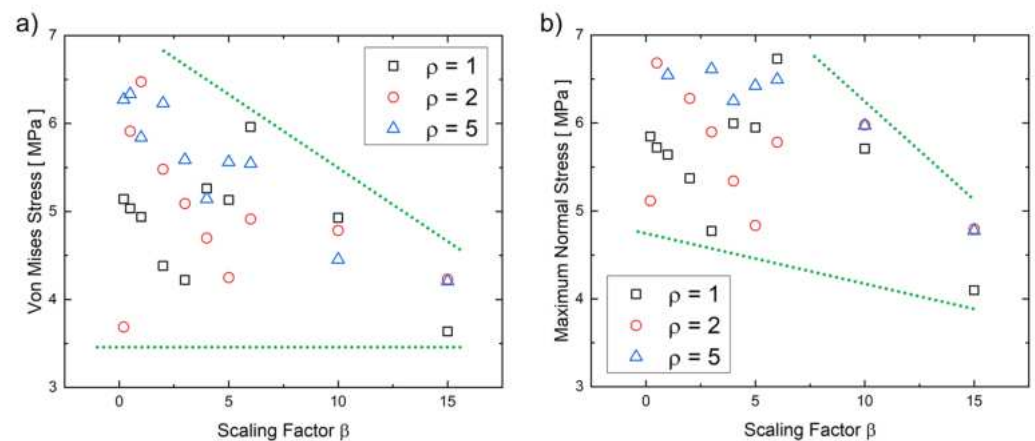 a)
Von Mises Stress [ MPa]
7
6
5
4
3
ρ = 1
ρ = 2
ρ = 5
0 5 10 15
Scaling Factor β
b)
Maximum Normal Stress [ MPa]
7
6
5
4
3
ρ = 1
ρ = 2
ρ = 5
0 5 10 15
Scaling Factor β